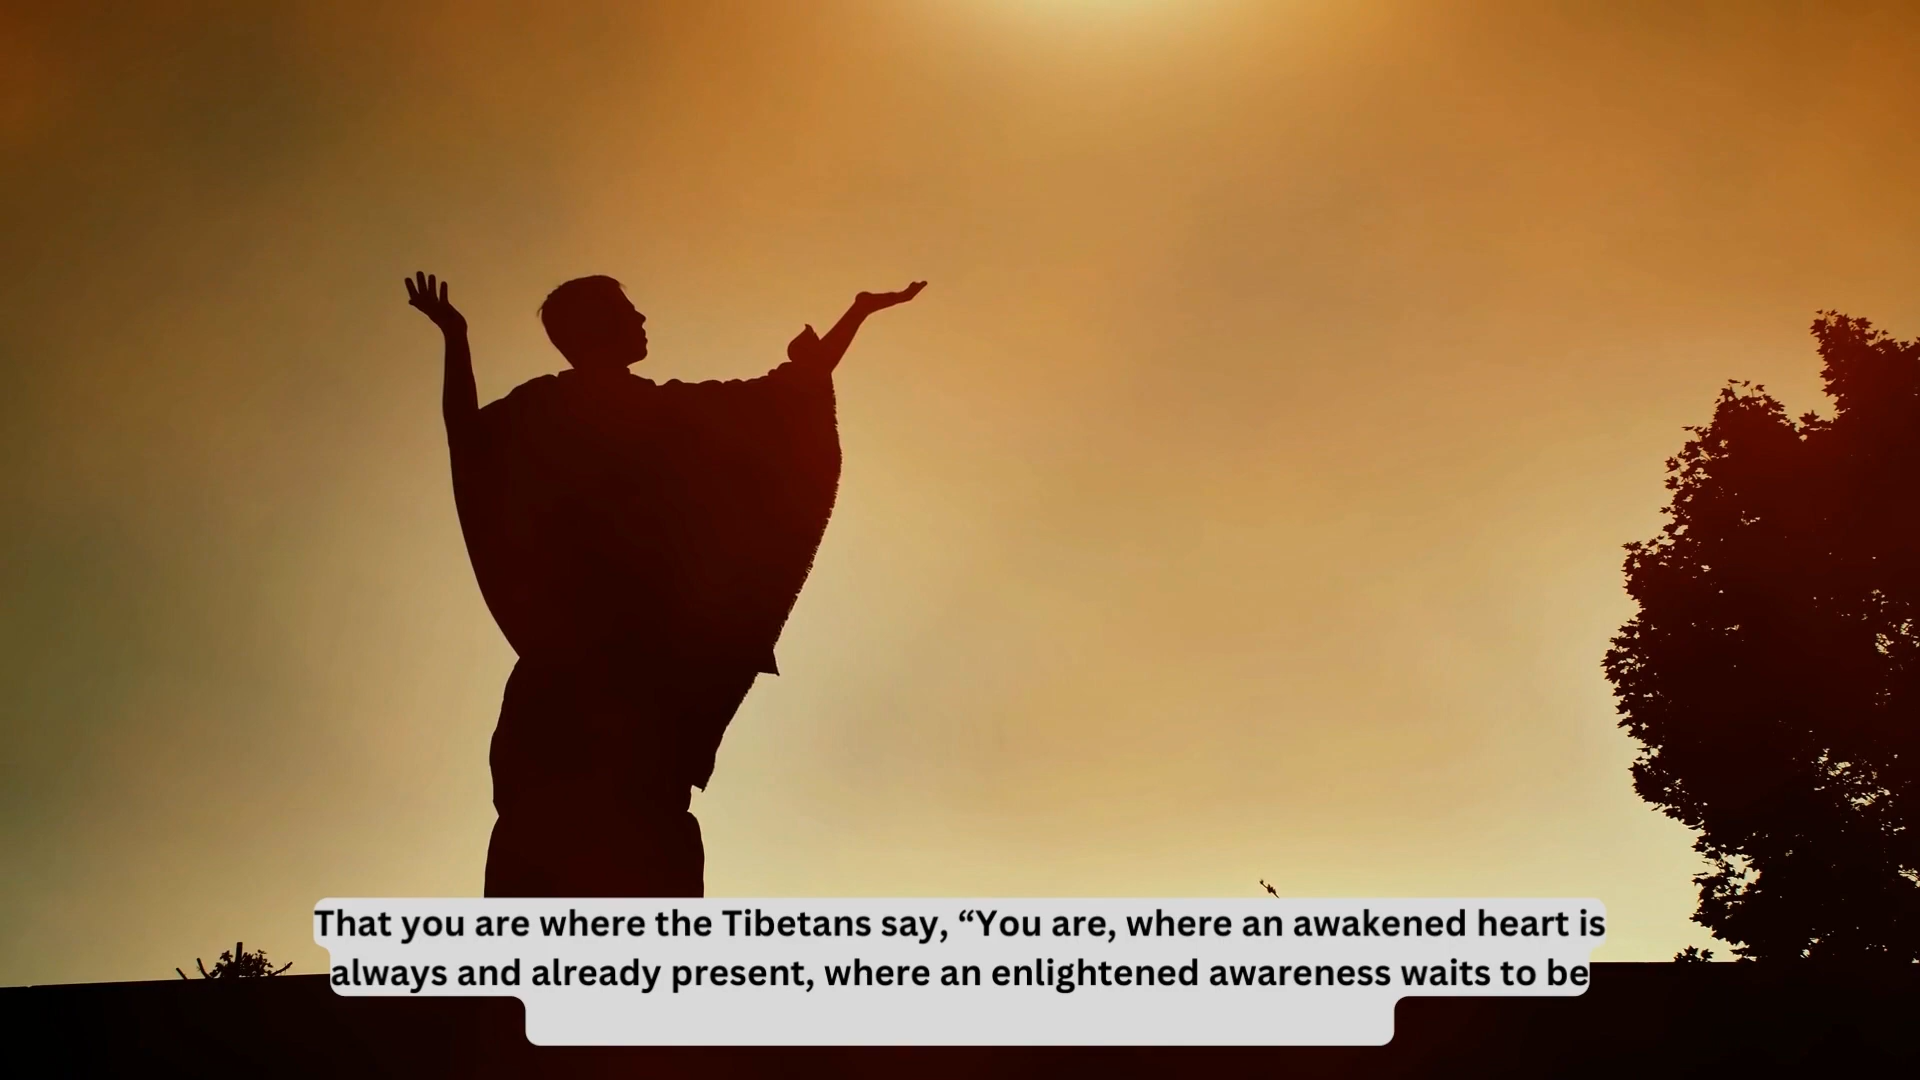 That you are where the Tibetans say, “You are, where an awakened heart is
always and already present, where an enlightened awareness waits to be